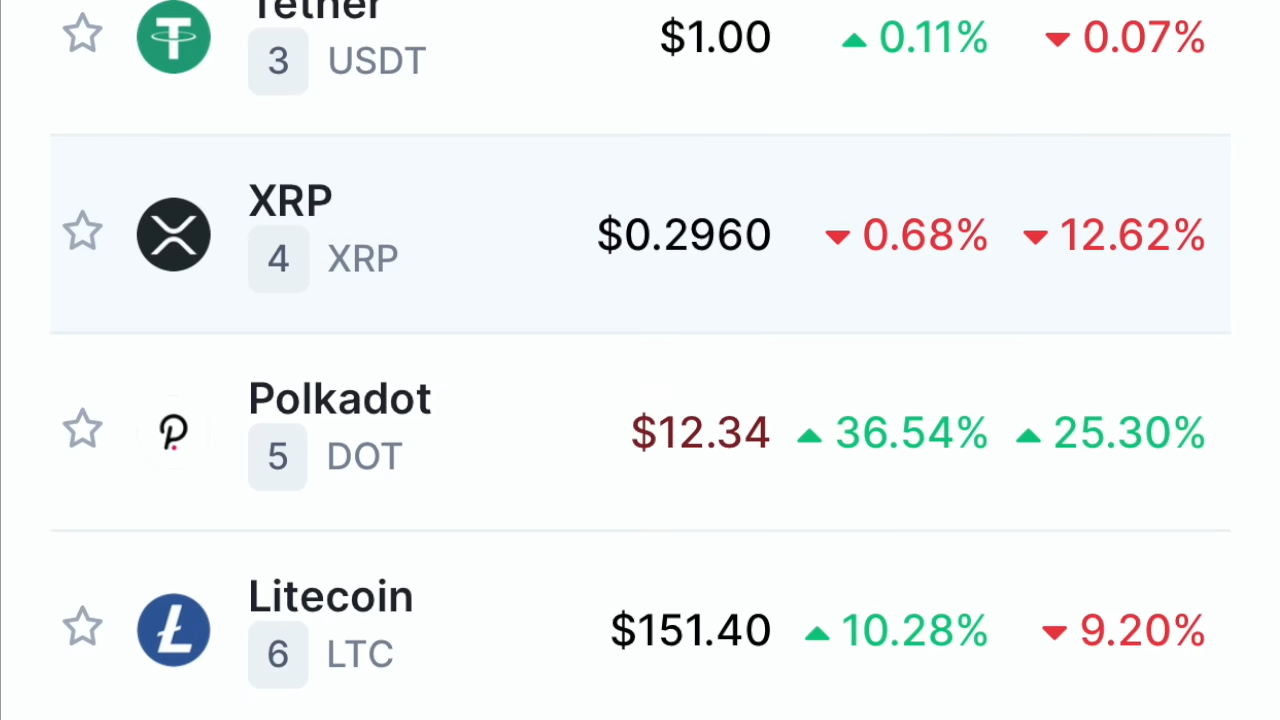 Tether
3 USDT $1.00 0.11% 0.07%
XRP
4 XRP $0.2960 0.68% 12.62%
Polkadot
5 DOT $12.34 36.54% 25.30%
Litecoin
6 LTC $151.40 10.28% 9.20%